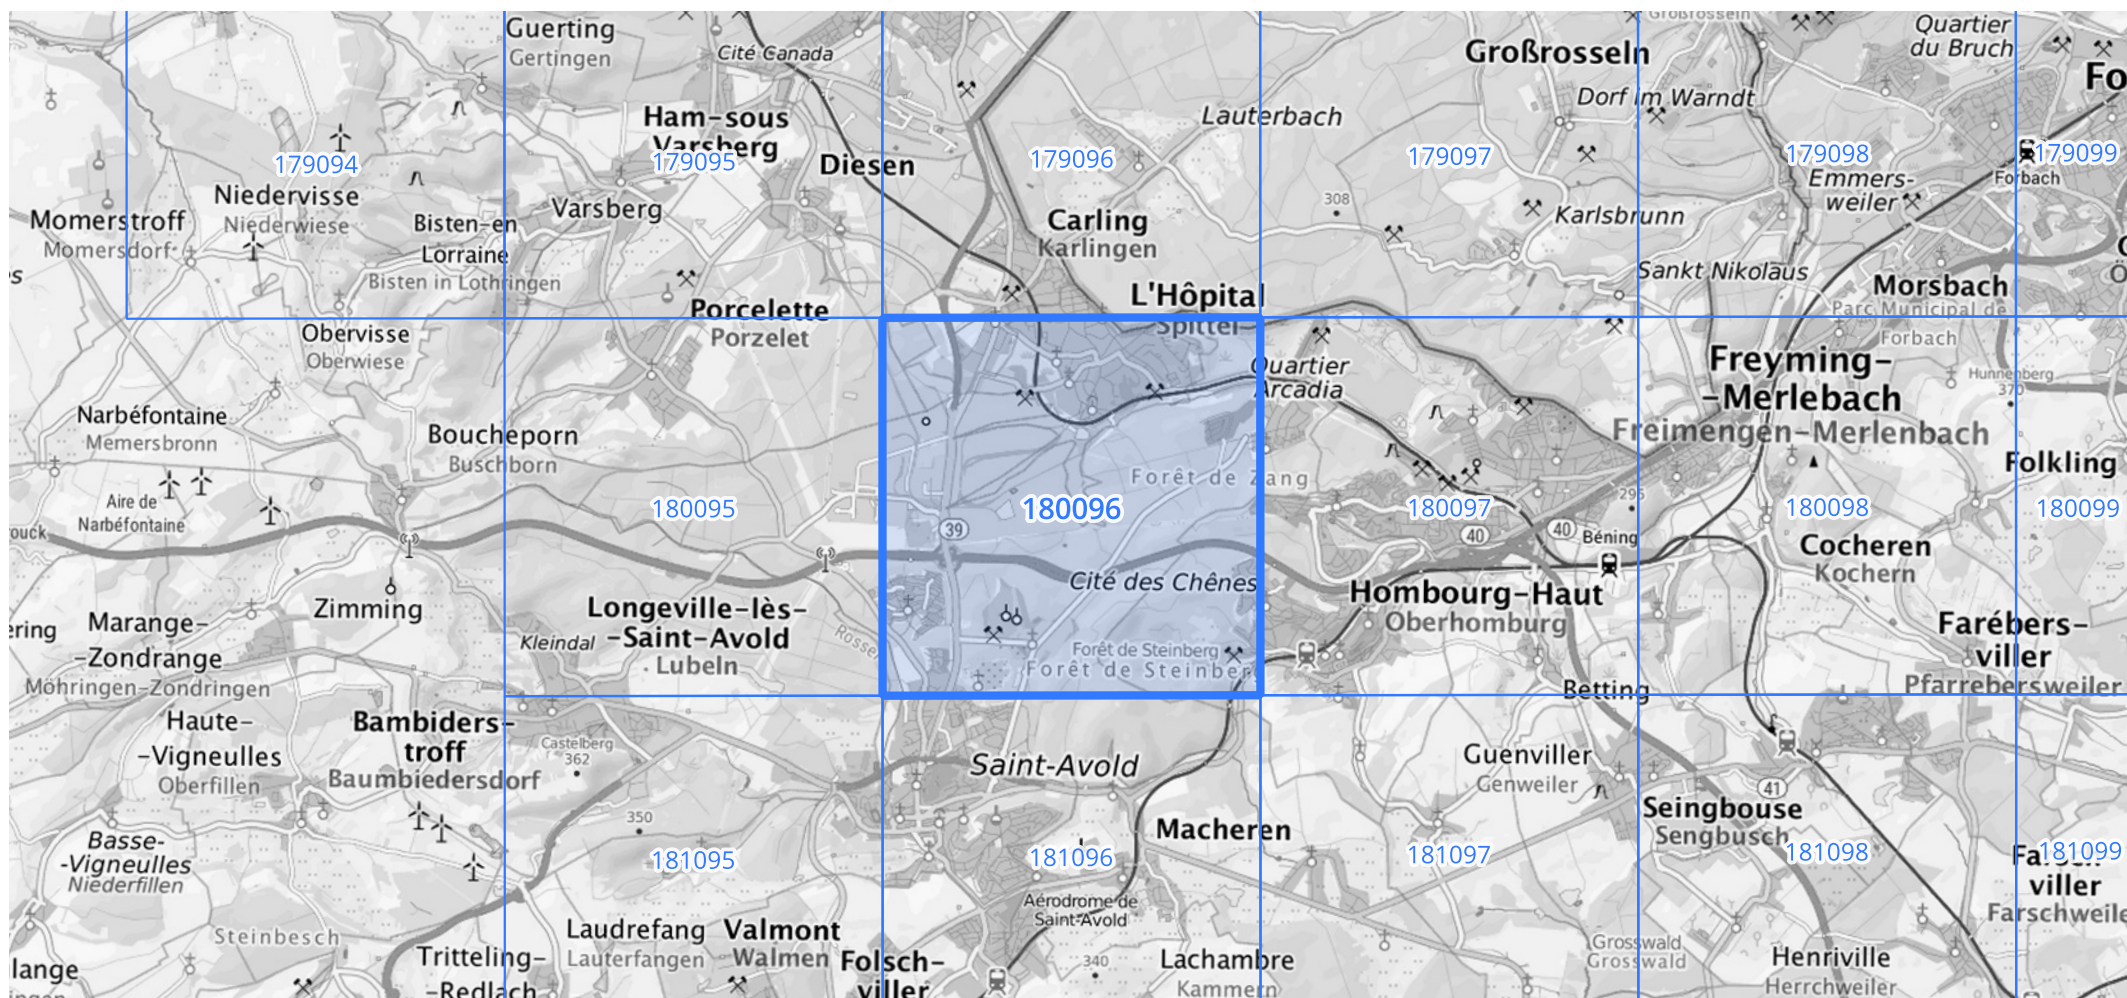 Guerting
Gertingen
Cité Canada
Großrosseln
Großrosseln
Quartier
du Bruch
Fo
Ham-sous
Varsberg
Lauterbach
Dorf im Warndt
179094
179095
Diesen
179096
179097
179098
179099
Forbach
Emmers-
weiler
Niedervisse
Niederwiese
Momerstroff
Momersdorf
Bisten-en
Lorraine
Bisten in Lothringen
Varsberg
Carling
Karlingen
308
Karlsbrunn
Sankt Nikolaus
Morsbach
Parc Municipal de
Forbach
s
Porcelette
Porzelet
L'Hôpital
Spittel
Obervisse
Oberwiese
Quartier
Arcadia
Freyming-
-Merlebach
Freimengen-Merlenbach
Hunnenberg
370
Narbéfontaine
Memersbronn
Boucheporn
Buschborn
Folkling
Forêt de Zang
Aire de
Narbéfontaine
ouck
180095
180096
180097
180098
180099
295
39
40
40
Béning
Cocheren
Kochern
Cité des Chênes
Zimming
Longeville-lès-
-Saint-Avold
Lubeln
Kleindal
Hombourg-Haut
Oberhomburg
ering
Marange-
-Zondrange
Möhringen-Zondringen
Farébers-
viller
Pfarrebersweiler
Forêt de Steinberg
Forêt de Steinber
Betting
Haute-
-Vigneulles
Oberfillen
Bambiders-
troff
Baumbiedersdorf
Castelberg
362
Saint-Avold
Guenviller
Genweiler
41
Seingbouse
Sengbusch
350
Macheren
Basse-
-Vigneulles
Niederfillen
181095
181096
181097
181098
181099
viller
Farschweile
Aérodrome de
Saint-Avold
Steinbesch
Laudrefang
Lauterfangen
Valmont
Walmen
Folsch-
viller
340
Lachambre
Kammern
Grosswald
Grosswald
Henriville
Herrchweiler
Tritteling-
-Redlach
lange